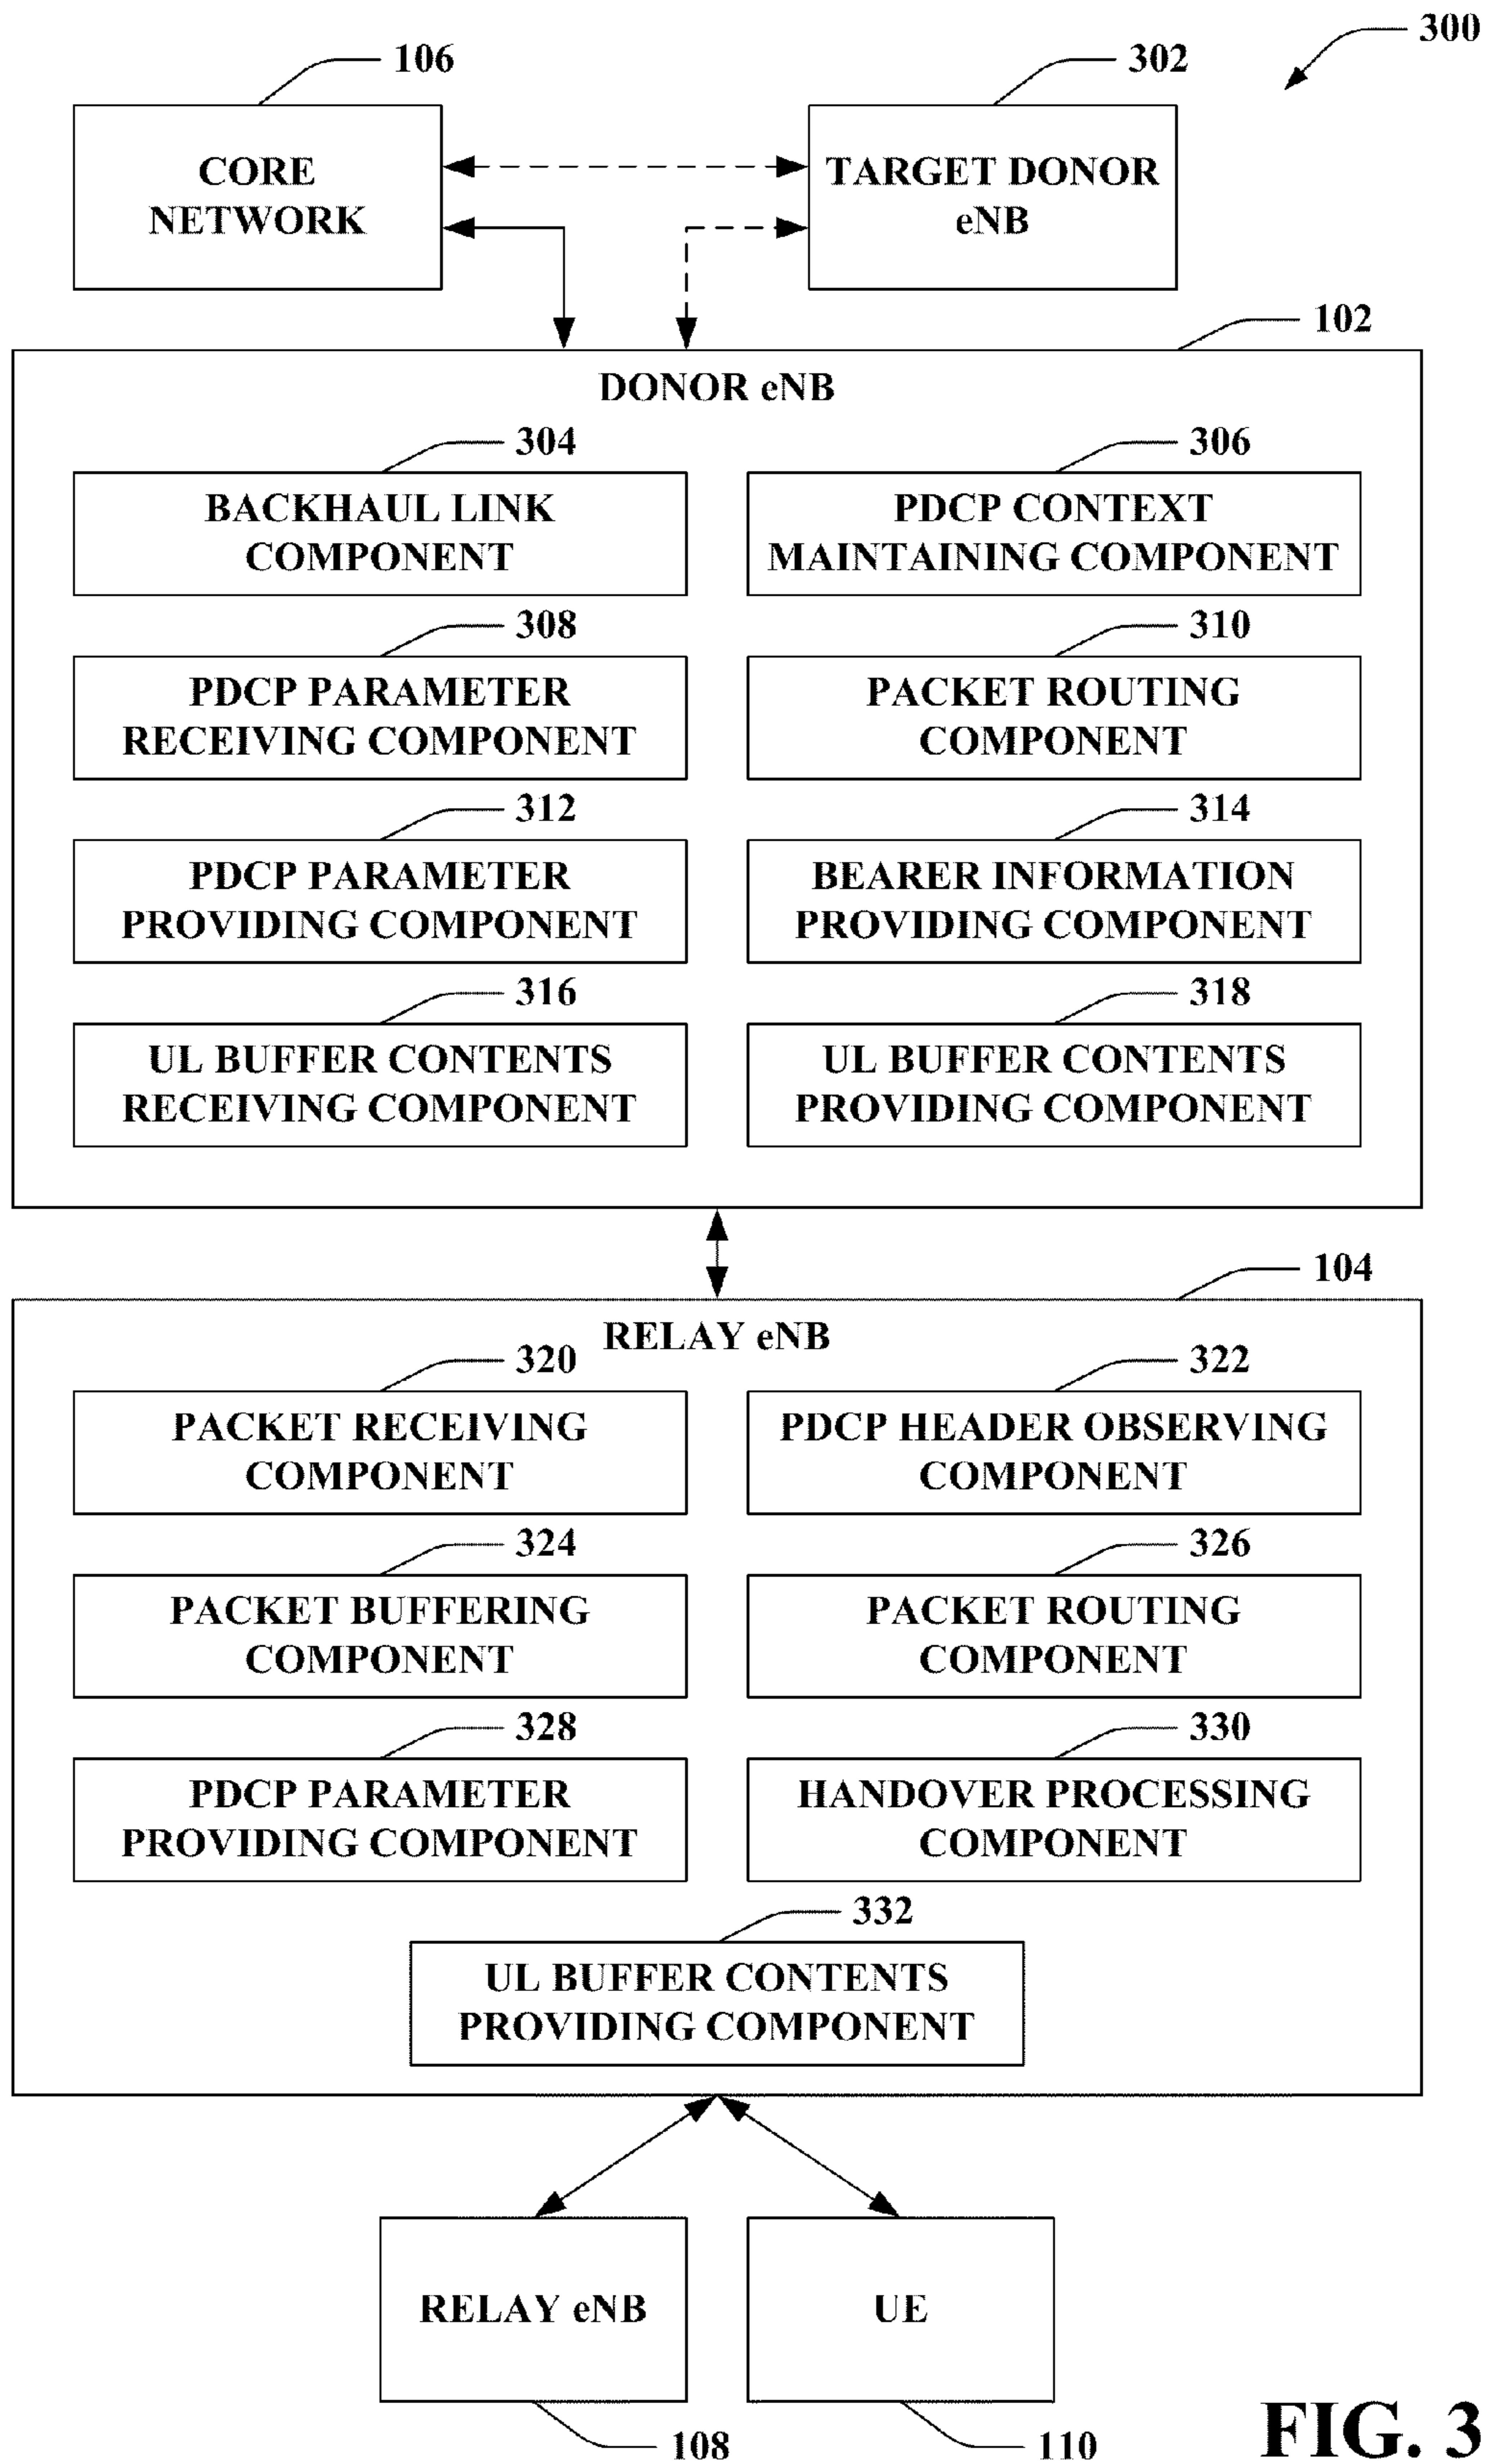 300
106
302
CORE
NETWORK
TARGET DONOR
eNB
102
DONOR eNB
304
306
BACKHAUL LINK
COMPONENT
PDCP CONTEXT
MAINTAINING COMPONENT
308
310
PDCP PARAMETER
RECEIVING COMPONENT
PACKET ROUTING
COMPONENT
312
314
PDCP PARAMETER
PROVIDING COMPONENT
BEARER INFORMATION
PROVIDING COMPONENT
316
318
UL BUFFER CONTENTS
RECEIVING COMPONENT
UL BUFFER CONTENTS
PROVIDING COMPONENT
104
RELAY eNB
320
322
PACKET RECEIVING
COMPONENT
PDCP HEADER OBSERVING
COMPONENT
324
326
PACKET BUFFERING
COMPONENT
PACKET ROUTING
COMPONENT
328
330
PDCP PARAMETER
PROVIDING COMPONENT
HANDOVER PROCESSING
COMPONENT
332
UL BUFFER CONTENTS
PROVIDING COMPONENT
RELAY eNB
UE
108
110
FIG. 3